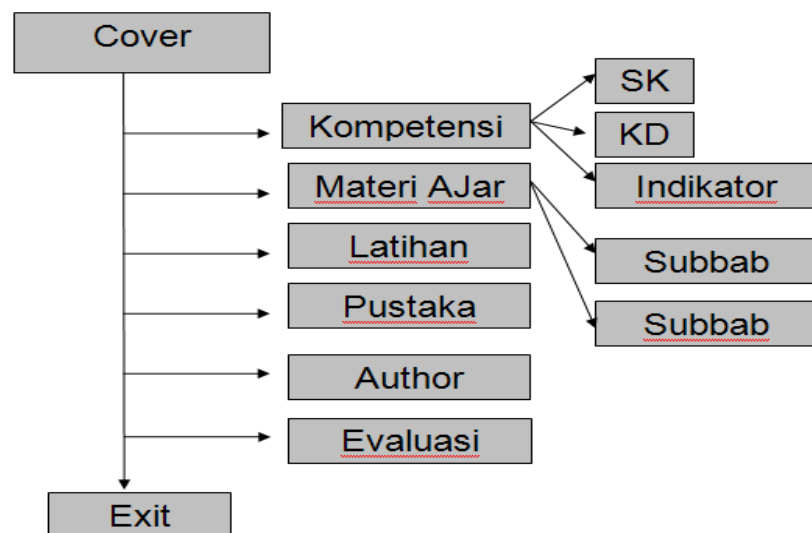 Cover
Kompetensi
SK
KD
Indikator
Materi AJar
Subbab
Subbab
Latihan
Pustaka
Author
Evaluasi
Exit